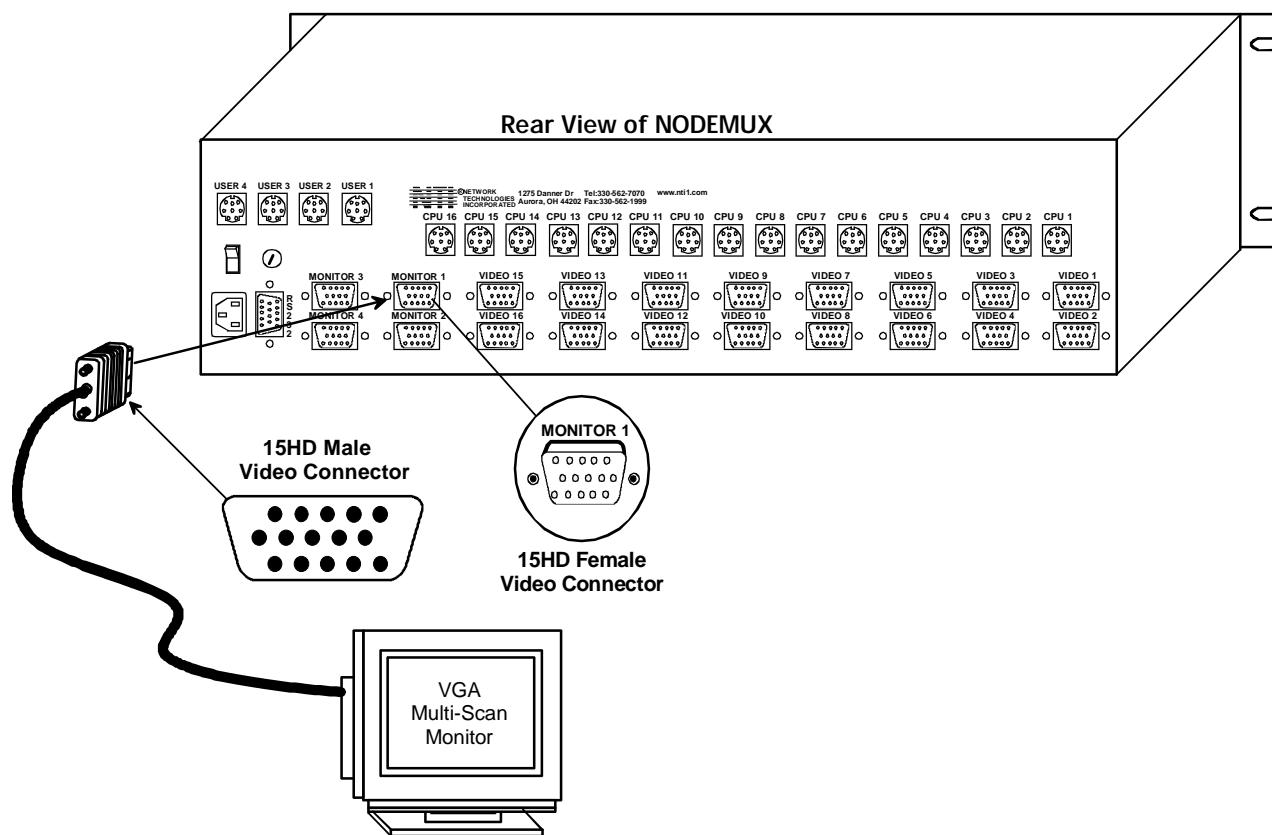 Rear View of NODEMUX
USER 4 USER 3 USER 2 USER 1
NETWORK TECHNOLOGIES INCORPORATED
1275 Danner Dr Tel:330-562-7070 www.nti1.com
Aurora, OH 44202 Fax:330-562-1999
CPU 16 CPU 15 CPU 14 CPU 13 CPU 12 CPU 11 CPU 10 CPU 9 CPU 8 CPU 7 CPU 6 CPU 5 CPU 4 CPU 3 CPU 2 CPU 1
MONITOR 3 MONITOR 1 VIDEO 15 VIDEO 13 VIDEO 11 VIDEO 9 VIDEO 7 VIDEO 5 VIDEO 3 VIDEO 1
RS232
MONITOR 4 MONITOR 2 VIDEO 16 VIDEO 14 VIDEO 12 VIDEO 10 VIDEO 8 VIDEO 6 VIDEO 4 VIDEO 2
15HD Male
Video Connector
MONITOR 1
15HD Female
Video Connector
VGA
Multi-Scan
Monitor